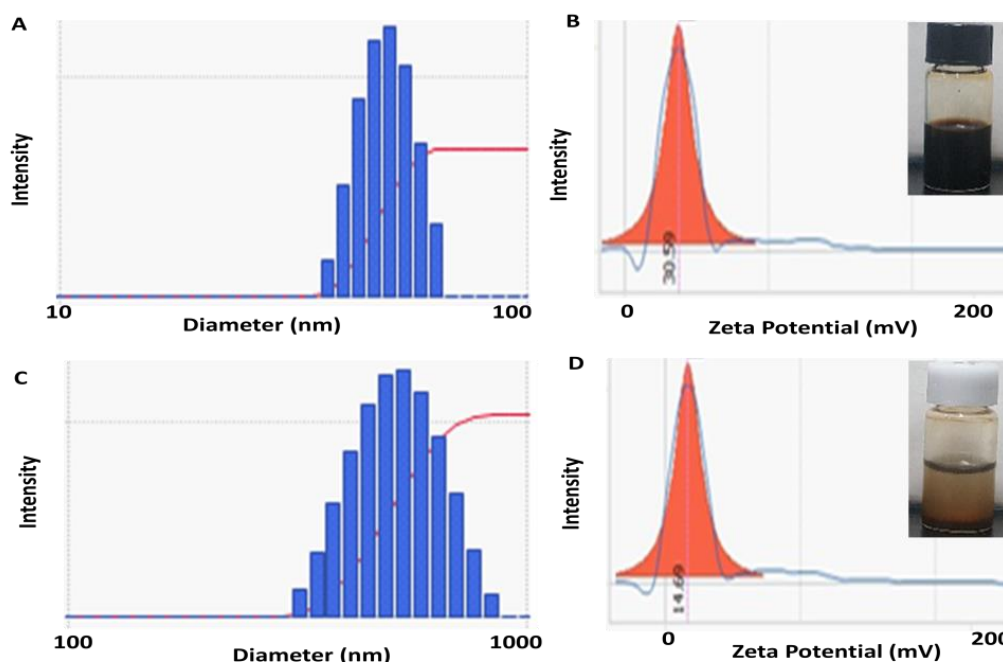 A
Intensity
10
100
Diameter (nm)
B
Intensity
30.59
0
200
Zeta Potential (mV)
C
Intensity
100
1000
Diameter (nm)
D
Intensity
14.69
0
200
Zeta Potential (mV)